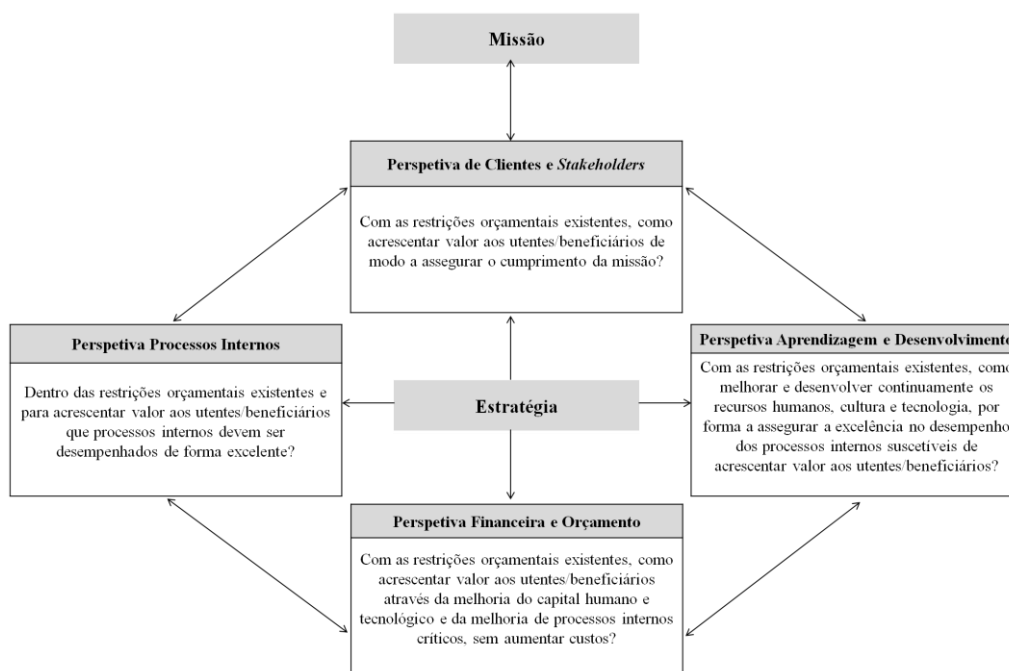 Missão
Perspetiva de Clientes e Stakeholders
Com as restrições orçamentais existentes, como
acrescentar valor aos utentes/beneficiários de
modo a assegurar o cumprimento da missão?
Perspetiva Processos Internos
Dentro das restrições orçamentais existentes e
para acrescentar valor aos utentes/beneficiários
que processos internos devem ser
desempenhados de forma excelente?
Estratégia
Perspetiva Aprendizagem e Desenvolvimento
Com as restrições orçamentais existentes, como
melhorar e desenvolver continuamente os
recursos humanos, cultura e tecnologia, por
forma a assegurar a excelência no desempenho
dos processos internos suscetíveis de
acrescentar valor aos utentes/beneficiários?
Perspetiva Financeira e Orçamento
Com as restrições orçamentais existentes, como
acrescentar valor aos utentes/beneficiários
através da melhoria do capital humano e
tecnológico e da melhoria de processos internos
críticos, sem aumentar custos?